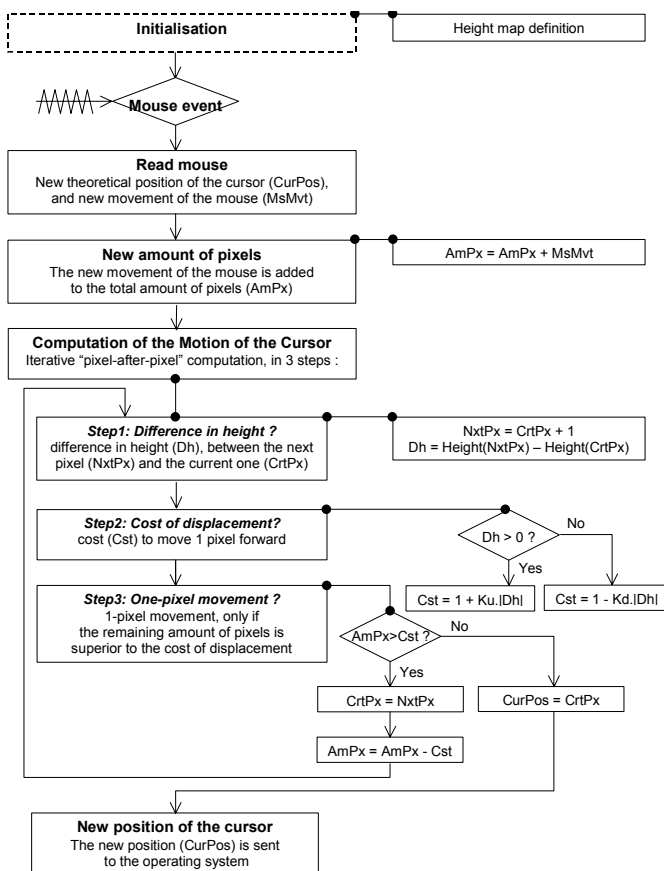 Initialisation
Height map definition
Mouse event
Read mouse
New theoretical position of the cursor (CurPos),
and new movement of the mouse (MsMvt)
New amount of pixels
The new movement of the mouse is added
to the total amount of pixels (AmPx)
AmPx = AmPx + MsMvt
Computation of the Motion of the Cursor
Iterative “pixel-after-pixel” computation, in 3 steps :
Step1: Difference in height ?
difference in height (Dh), between the next
pixel (NxtPx) and the current one (CrtPx)
NxtPx = CrtPx + 1
Dh = Height(NxtPx) – Height(CrtPx)
Step2: Cost of displacement?
cost (Cst) to move 1 pixel forward
Dh > 0 ?
No
Yes
Cst = 1 + Ku.|Dh|
Cst = 1 - Kd.|Dh|
Step3: One-pixel movement ?
1-pixel movement, only if
the remaining amount of pixels is
superior to the cost of displacement
AmPx>Cst ?
No
Yes
CrtPx = NxtPx
CurPos = CrtPx
AmPx = AmPx - Cst
New position of the cursor
The new position (CurPos) is sent
to the operating system